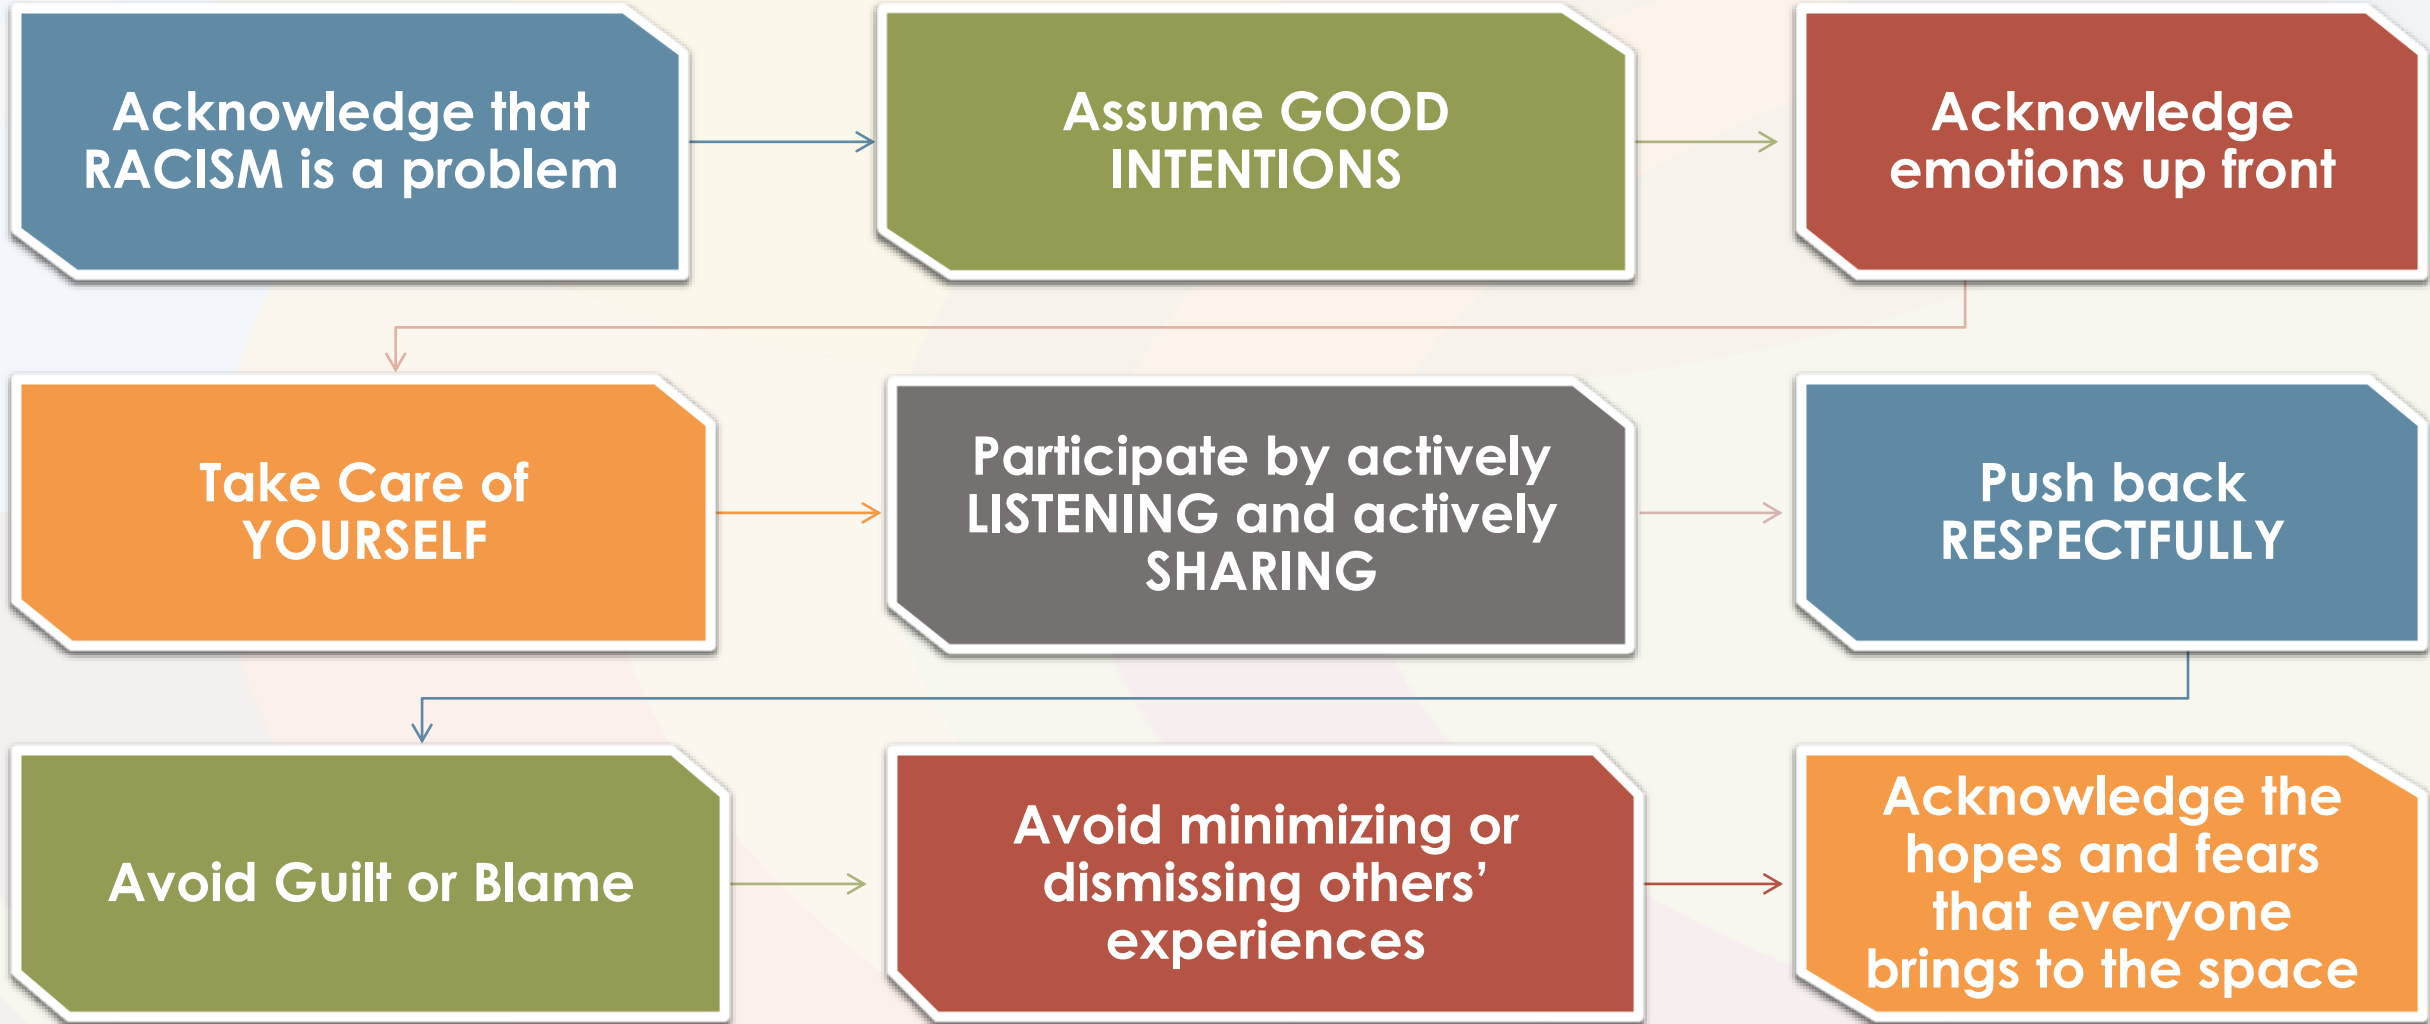 Acknowledge that
RACISM is a problem
Assume GOOD
INTENTIONS
Acknowledge
emotions up front
Take Care of
YOURSELF
Participate by actively
LISTENING and actively
SHARING
Push back
RESPECTFULLY
Avoid Guilt or Blame
Avoid minimizing or
dismissing others’
experiences
Acknowledge the
hopes and fears
that everyone
brings to the space